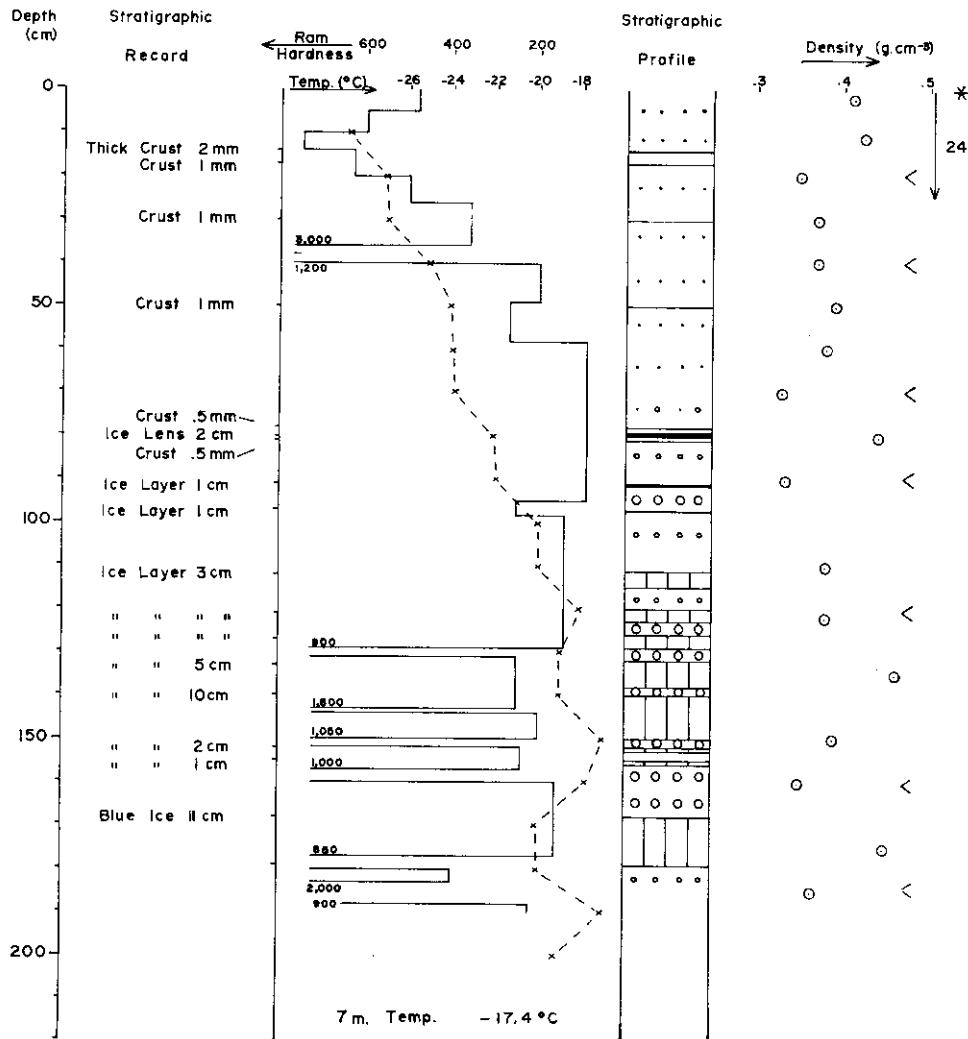 Depth (cm)
Stratigraphic Record
Ram Hardness
600 400 200
Temp. (°C)
-26 -24 -22 -20 -18
Stratigraphic Profile
Density (g.cm⁻³)
.3 .4 .5
*
24
0
Thick Crust 2 mm
Crust 1 mm
Crust 1 mm
3,000
1,200
50
Crust 1 mm
Crust .5 mm
Ice Lens 2 cm
Crust .5 mm
Ice Layer 1 cm
100
Ice Layer 1 cm
Ice Layer 3 cm
" " " "
" " " "
900
" " 5 cm
" " 10 cm
1,500
1,050
150
" " 2 cm
" " 1 cm
1,000
Blue Ice 11 cm
2,000
900
200
7 m. Temp. -17.4 °C